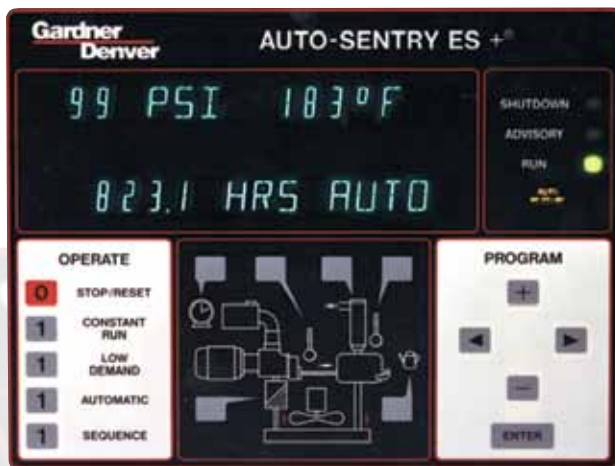 Gardner
Denver
AUTO-SENTRY ES +®
99 PSI 183°F
823.1 HRS AUTO
SHUTDOWN
ADVISORY
RUN
OPERATE
0 STOP/RESET
1 CONSTANT
RUN
1 LOW
DEMAND
1 AUTOMATIC
1 SEQUENCE
PROGRAM
+
−
ENTER